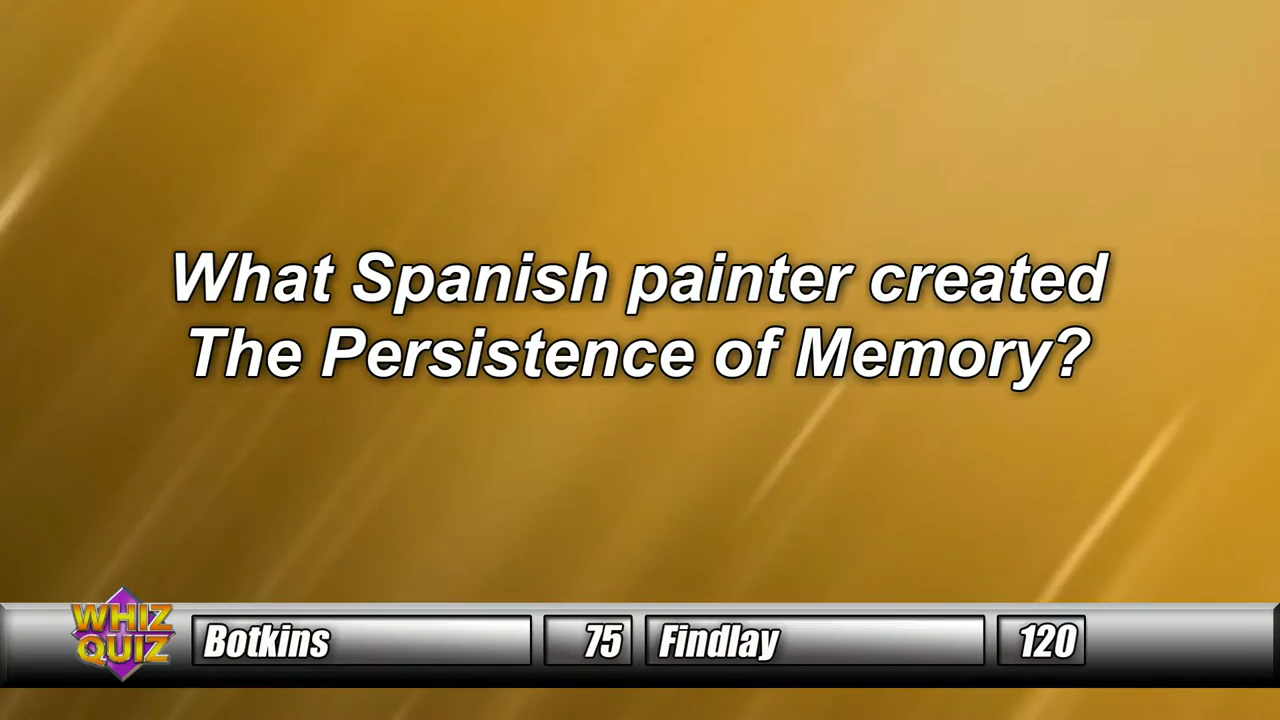 What Spanish painter created
The Persistence of Memory?
WHIZ
QUIZ
Botkins 75 Findlay 120